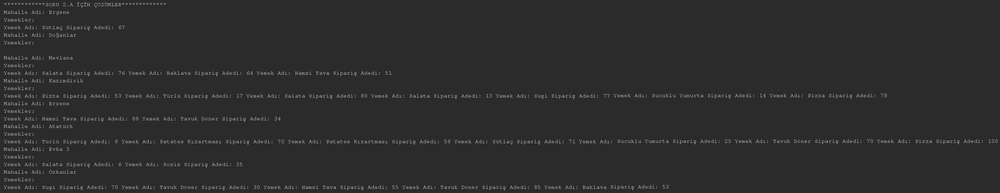 ************SORU 2.A İÇİN ÇÖZÜMLER*************
Mahalle Adi: Ergene
Yemekler;
Yemek Adı: Sütlaç Sipariş Adedi: 67
Mahalle Adi: Doğanlar
Yemekler;
Mahalle Adi: Mevlana
Yemekler;
Yemek Adı: Salata Sipariş Adedi: 76 Yemek Adı: Baklava Sipariş Adedi: 64 Yemek Adı: Hamsi Tava Sipariş Adedi: 51
Mahalle Adi: Kazımdirik
Yemekler;
Yemek Adı: Pizza Sipariş Adedi: 53 Yemek Adı: Türlü Sipariş Adedi: 17 Yemek Adı: Salata Sipariş Adedi: 80 Yemek Adı: Salata Sipariş Adedi: 13 Yemek Adı: Suşi Sipariş Adedi: 77 Yemek Adı: Sucuklu Yumurta Sipariş Adedi: 14 Yemek Adı: Pizza Sipariş Adedi: 78
Mahalle Adi: Erzene
Yemekler;
Yemek Adı: Hamsi Tava Sipariş Adedi: 88 Yemek Adı: Tavuk Döner Sipariş Adedi: 34
Mahalle Adi: Atatürk
Yemekler;
Yemek Adı: Türlü Sipariş Adedi: 8 Yemek Adı: Patates Kızartması Sipariş Adedi: 70 Yemek Adı: Patates Kızartması Sipariş Adedi: 58 Yemek Adı: Sütlaç Sipariş Adedi: 71 Yemek Adı: Sucuklu Yumurta Sipariş Adedi: 25 Yemek Adı: Tavuk Döner Sipariş Adedi: 70 Yemek Adı: Pizza Sipariş Adedi: 100
Mahalle Adi: Evka 3
Yemekler;
Yemek Adı: Salata Sipariş Adedi: 6 Yemek Adı: Sosis Sipariş Adedi: 35
Mahalle Adi: Özkanlar
Yemekler;
Yemek Adı: Suşi Sipariş Adedi: 70 Yemek Adı: Tavuk Döner Sipariş Adedi: 30 Yemek Adı: Hamsi Tava Sipariş Adedi: 55 Yemek Adı: Tavuk Döner Sipariş Adedi: 85 Yemek Adı: Baklava Sipariş Adedi: 53